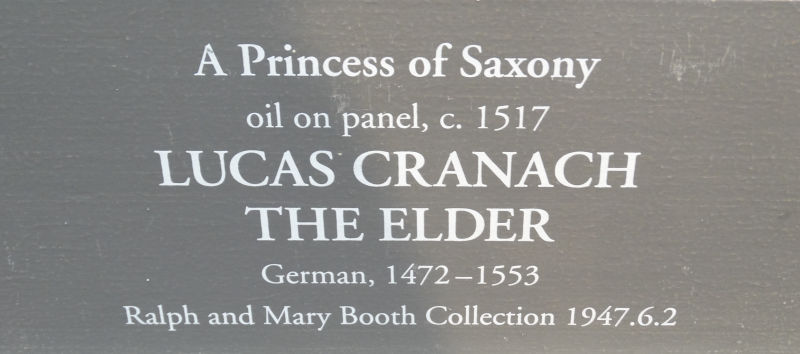 A Princess of Saxony
oil on panel, c. 1517
LUCAS CRANACH
THE ELDER
German, 1472–1553
Ralph and Mary Booth Collection 1947.6.2